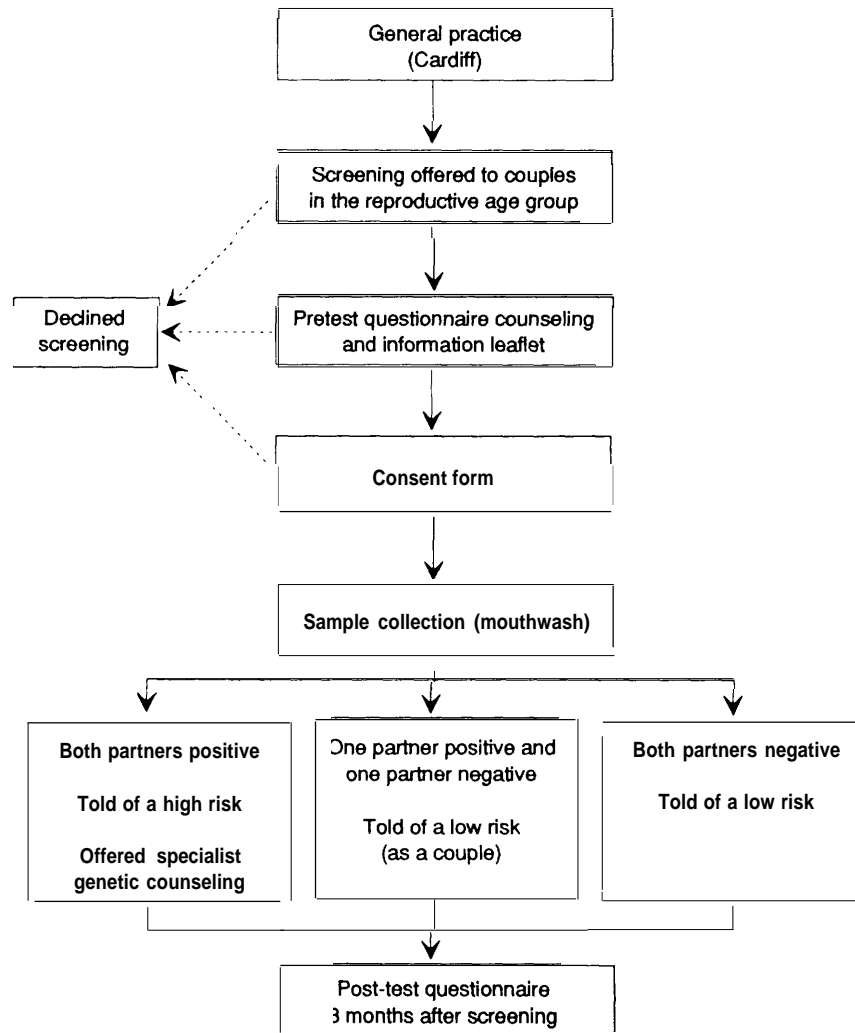 General practice
(Cardiff)
Screening offered to couples
in the reproductive age group
Declined
screening
Pretest questionnaire counseling
and information leaflet
Consent form
Sample collection (mouthwash)
Both partners positive
Told of a high risk
Offered specialist
genetic counseling
One partner positive and
one partner negative
Told of a low risk
(as a couple)
Both partners negative
Told of a low risk
Post-test questionnaire
3 months after screening